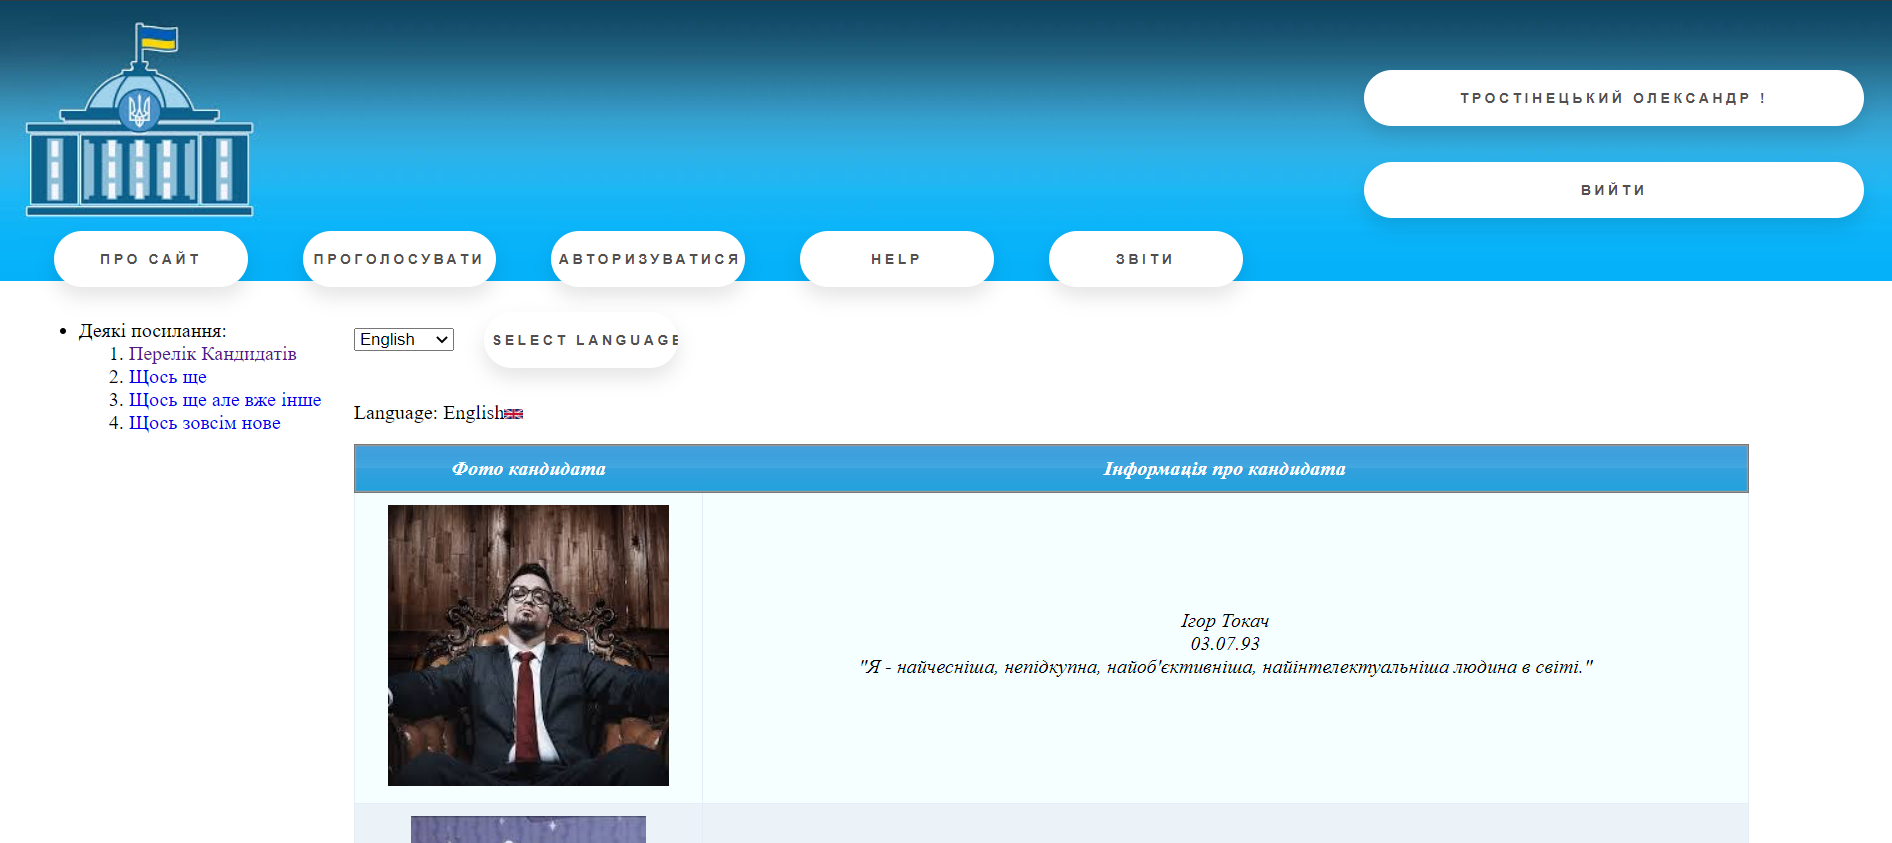 ТРОСТІНЕЦЬКИЙ ОЛЕКСАНДР !
ВИЙТИ
ПРО САЙТ
ПРОГОЛОСУВАТИ
АВТОРИЗУВАТИСЯ
HELP
ЗВІТИ
Деякі посилання:
1. Перелік Кандидатів
2. Щось ще
3. Щось ще але вже інше
4. Щось зовсім нове
English
SELECT LANGUAGE
Language: English
Фото кандидата
Інформація про кандидата
Ігор Токач
03.07.93
"Я - найчесніша, непідкупна, найоб'єктивніша, найінтелектуальніша людина в світі."